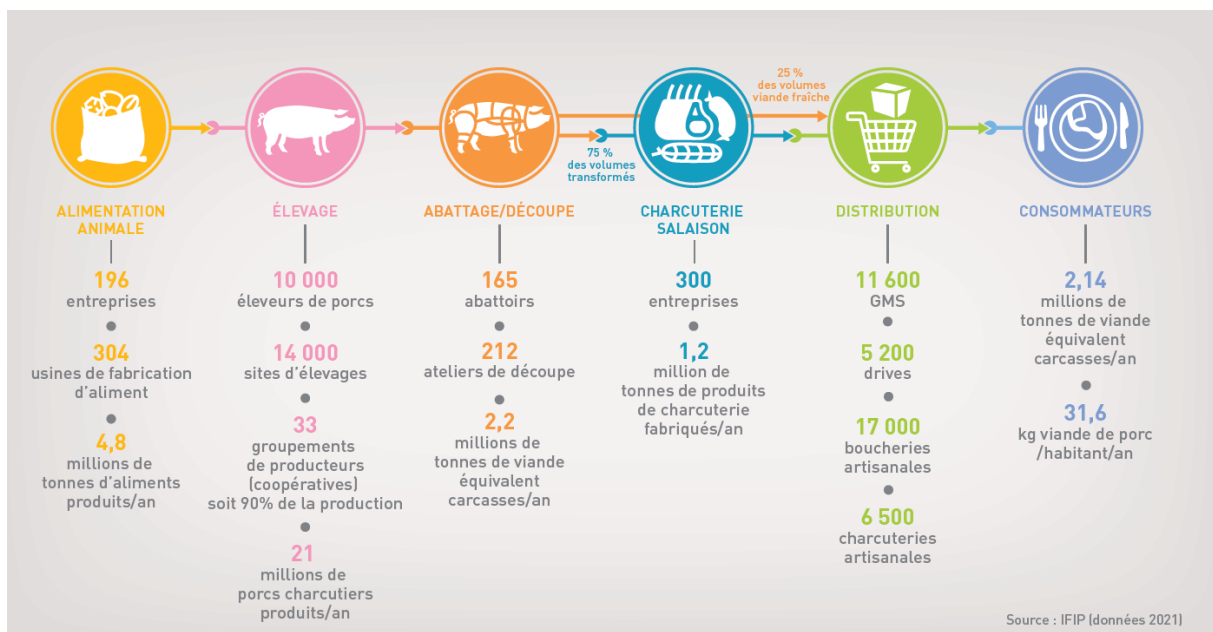 25 %
des volumes
viande fraîche
75 %
des volumes
transformés
ALIMENTATION
ANIMALE
196
entreprises
304
usines de fabrication
d’aliment
4,8
millions de
tonnes d’aliments
produits/an
ÉLEVAGE
10 000
éleveurs de porcs
14 000
sites d’élevages
33
groupements
de producteurs
(coopératives)
soit 90% de la production
21
millions de
porcs charcutiers
produits/an
ABATTAGE/DÉCOUPE
165
abattoirs
212
ateliers de découpe
2,2
millions de
tonnes de viande
équivalent
carcasses/an
CHARCUTERIE
SALAISON
300
entreprises
1,2
million de
tonnes de produits
de charcuterie
fabriqués/an
DISTRIBUTION
11 600
GMS
5 200
drives
17 000
boucheries
artisanales
6 500
charcuteries
artisanales
CONSOMMATEURS
2,14
millions de
tonnes de viande
équivalent
carcasses/an
31,6
kg viande de porc
/habitant/an
Source : IFIP (données 2021)